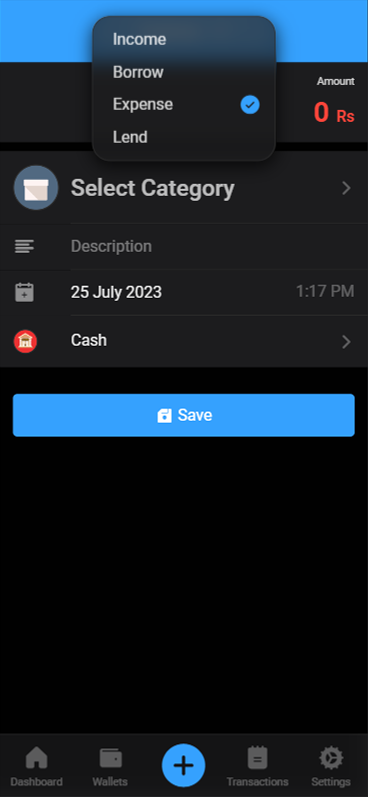 Income
Borrow
Expense
Lend
Amount
0 Rs
Select Category
Description
25 July 2023 1:17 PM
Cash
Save
Dashboard Wallets Transactions Settings